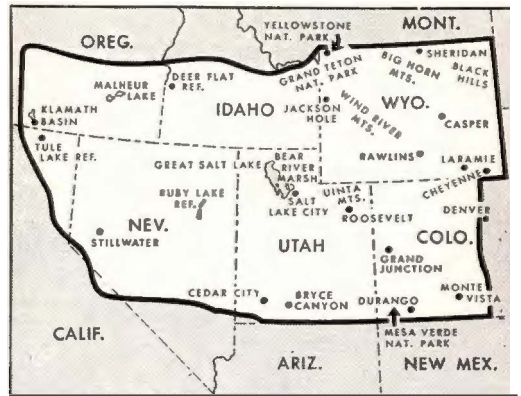 YELLOWSTONE
NAT. PARK
MONT.
OREG.
SHERIDAN
GRAND TETON
NAT. PARK
BIG HORN
MTS.
BLACK
HILLS
DEER FLAT
REF.
MALHEUR
LAKE
IDAHO
JACKSON
HOLE
WIND RIVER
MTS.
WYO.
KLAMATH
BASIN
CASPER
TULE
LAKE REF.
GREAT SALT LAKE
BEAR
RIVER
MARSH
RAWLINS
LARAMIE
CHEYENNE
RUBY LAKE
REF.
SALT
LAKE CITY
UINTA
MTS.
ROOSEVELT
DENVER
NEV.
STILLWATER
UTAH
COLO.
GRAND
JUNCTION
CEDAR CITY
BRYCE
CANYON
DURANGO
MONTE
VISTA
CALIF.
MESA VERDE
NAT. PARK
ARIZ.
NEW MEX.